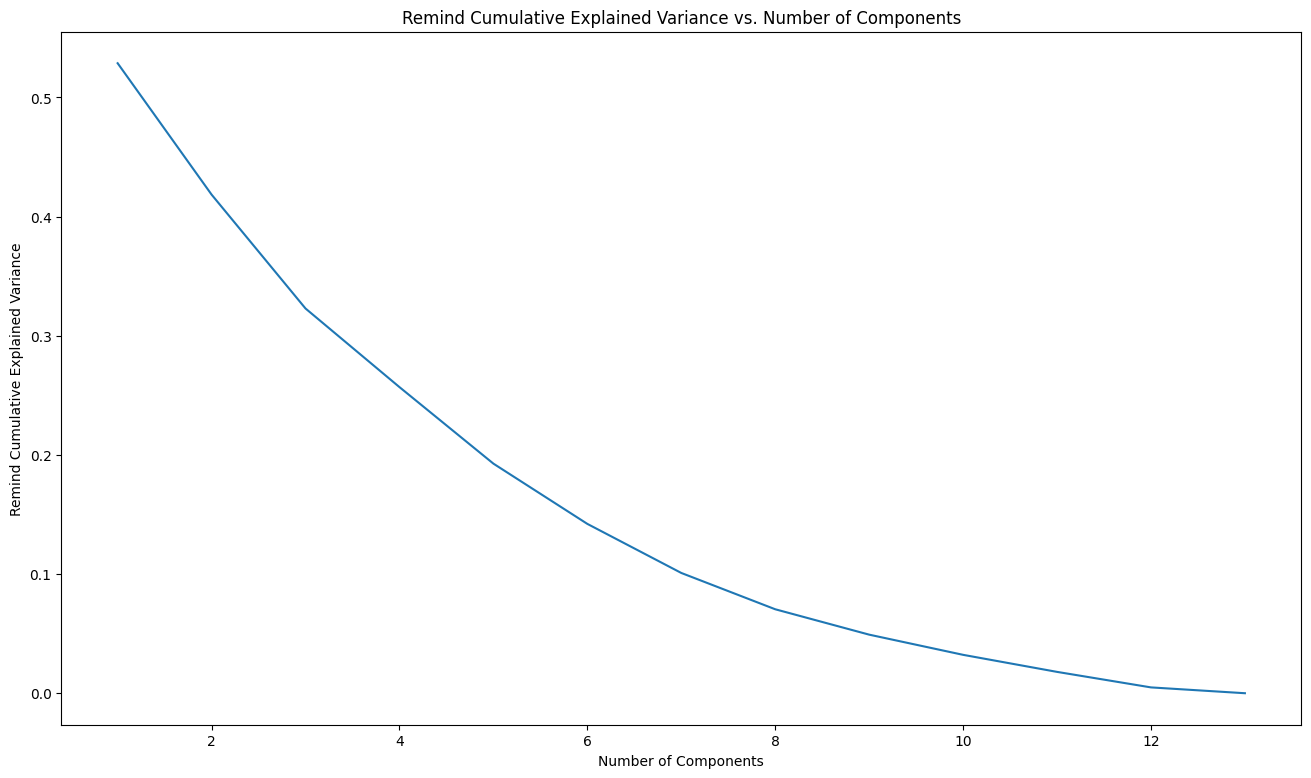 Remind Cumulative Explained Variance vs. Number of Components
Remind Cumulative Explained Variance
0.5
0.4
0.3
0.2
0.1
0.0
2 4 6 8 10 12
Number of Components